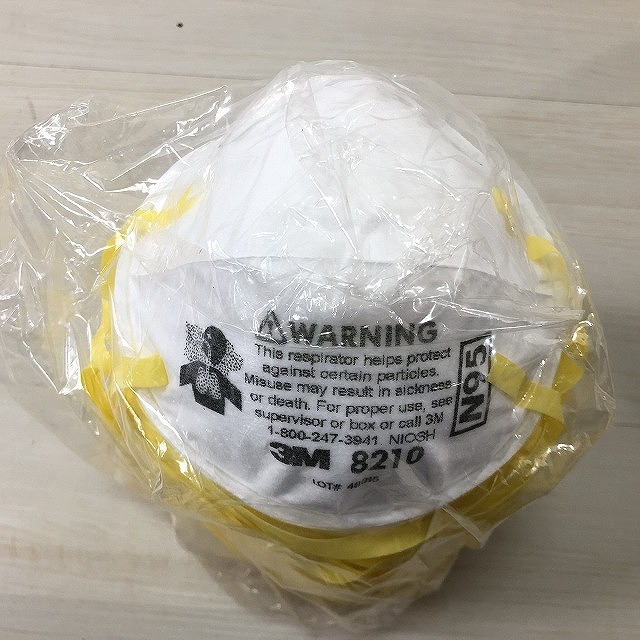 WARNING
This respirator helps protect
against certain particles.
Misuse may result in sickness
or death. For proper use, see
supervisor or box or call 3M
1-800-247-3941 NIOSH
N95
3M 8210
LOT#